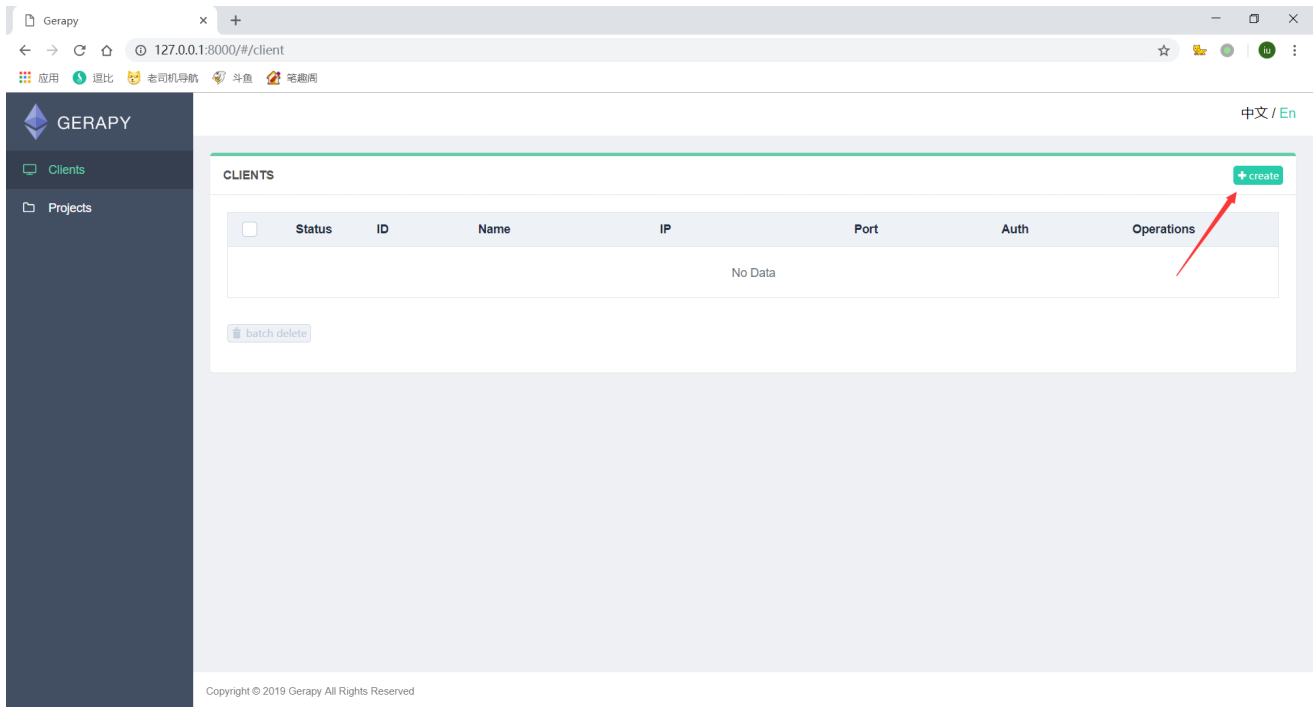 Gerapy
127.0.0.1:8000/#/client
iu
应用 逗比 老司机导航 斗鱼 笔趣阁
GERAPY
中文 / En
Clients
Projects
CLIENTS
create
Status ID Name IP Port Auth Operations
No Data
batch delete
Copyright © 2019 Gerapy All Rights Reserved